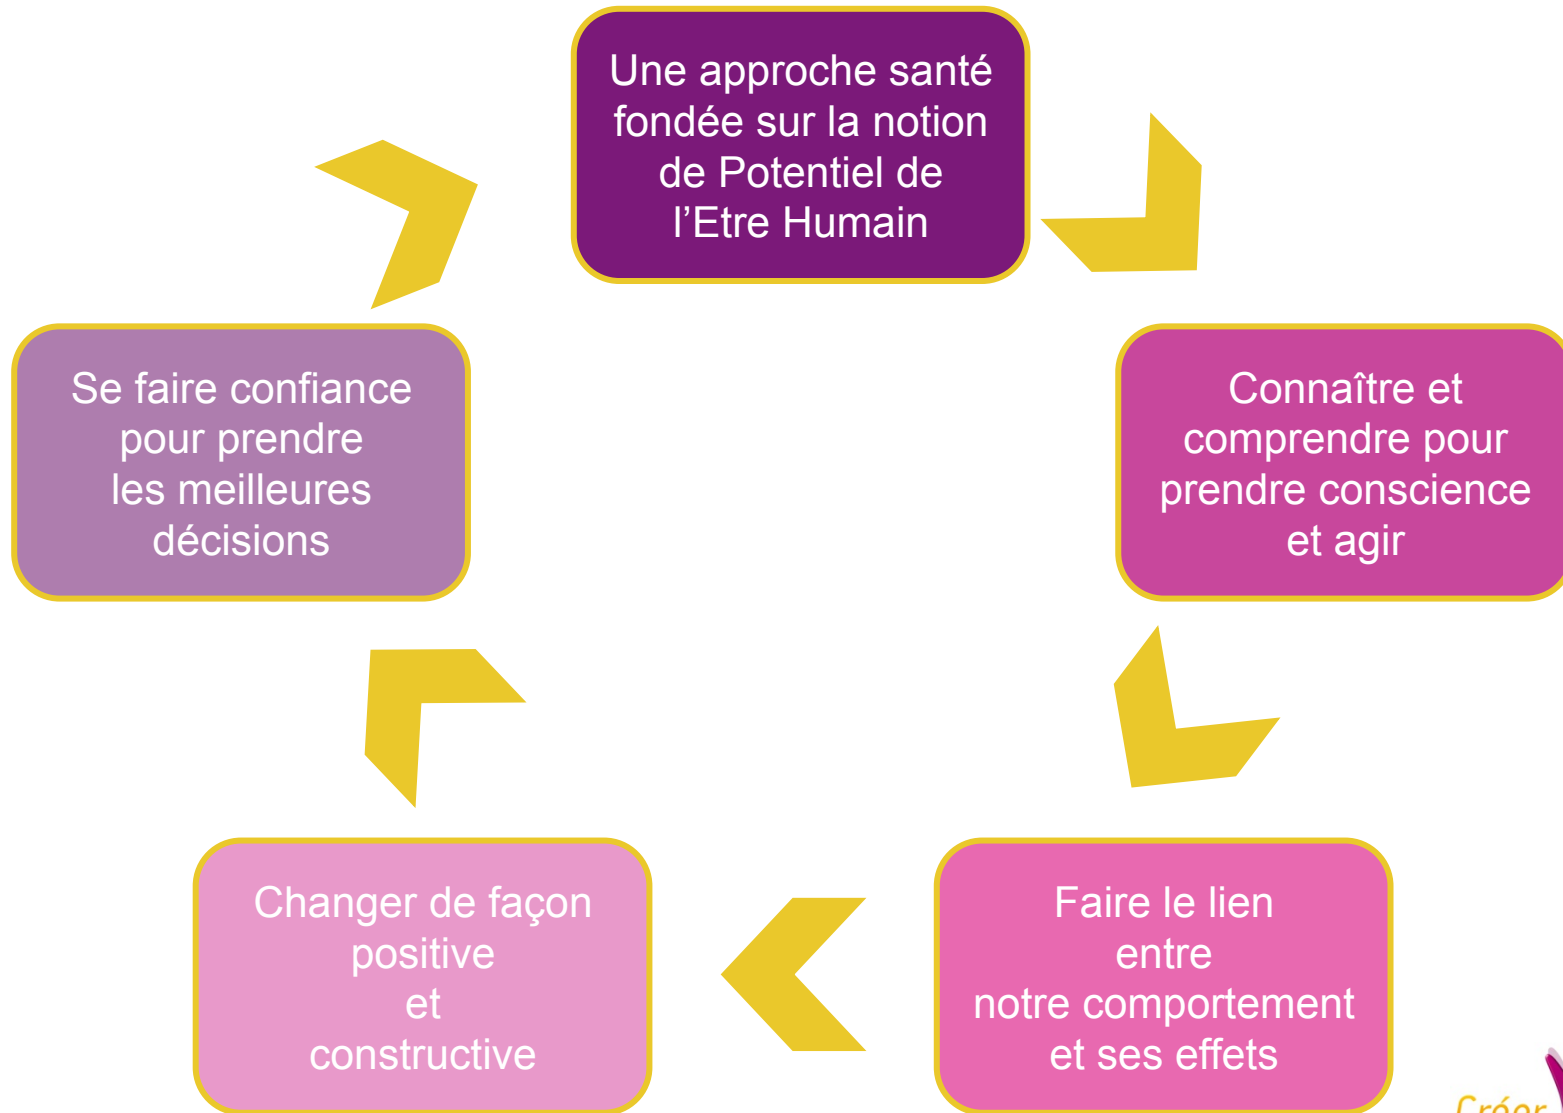 Une approche santé
fondée sur la notion
de Potentiel de
l’Etre Humain
Connaître et
comprendre pour
prendre conscience
et agir
Faire le lien
entre
notre comportement
et ses effets
Changer de façon
positive
et
constructive
Se faire confiance
pour prendre
les meilleures
décisions
Créer